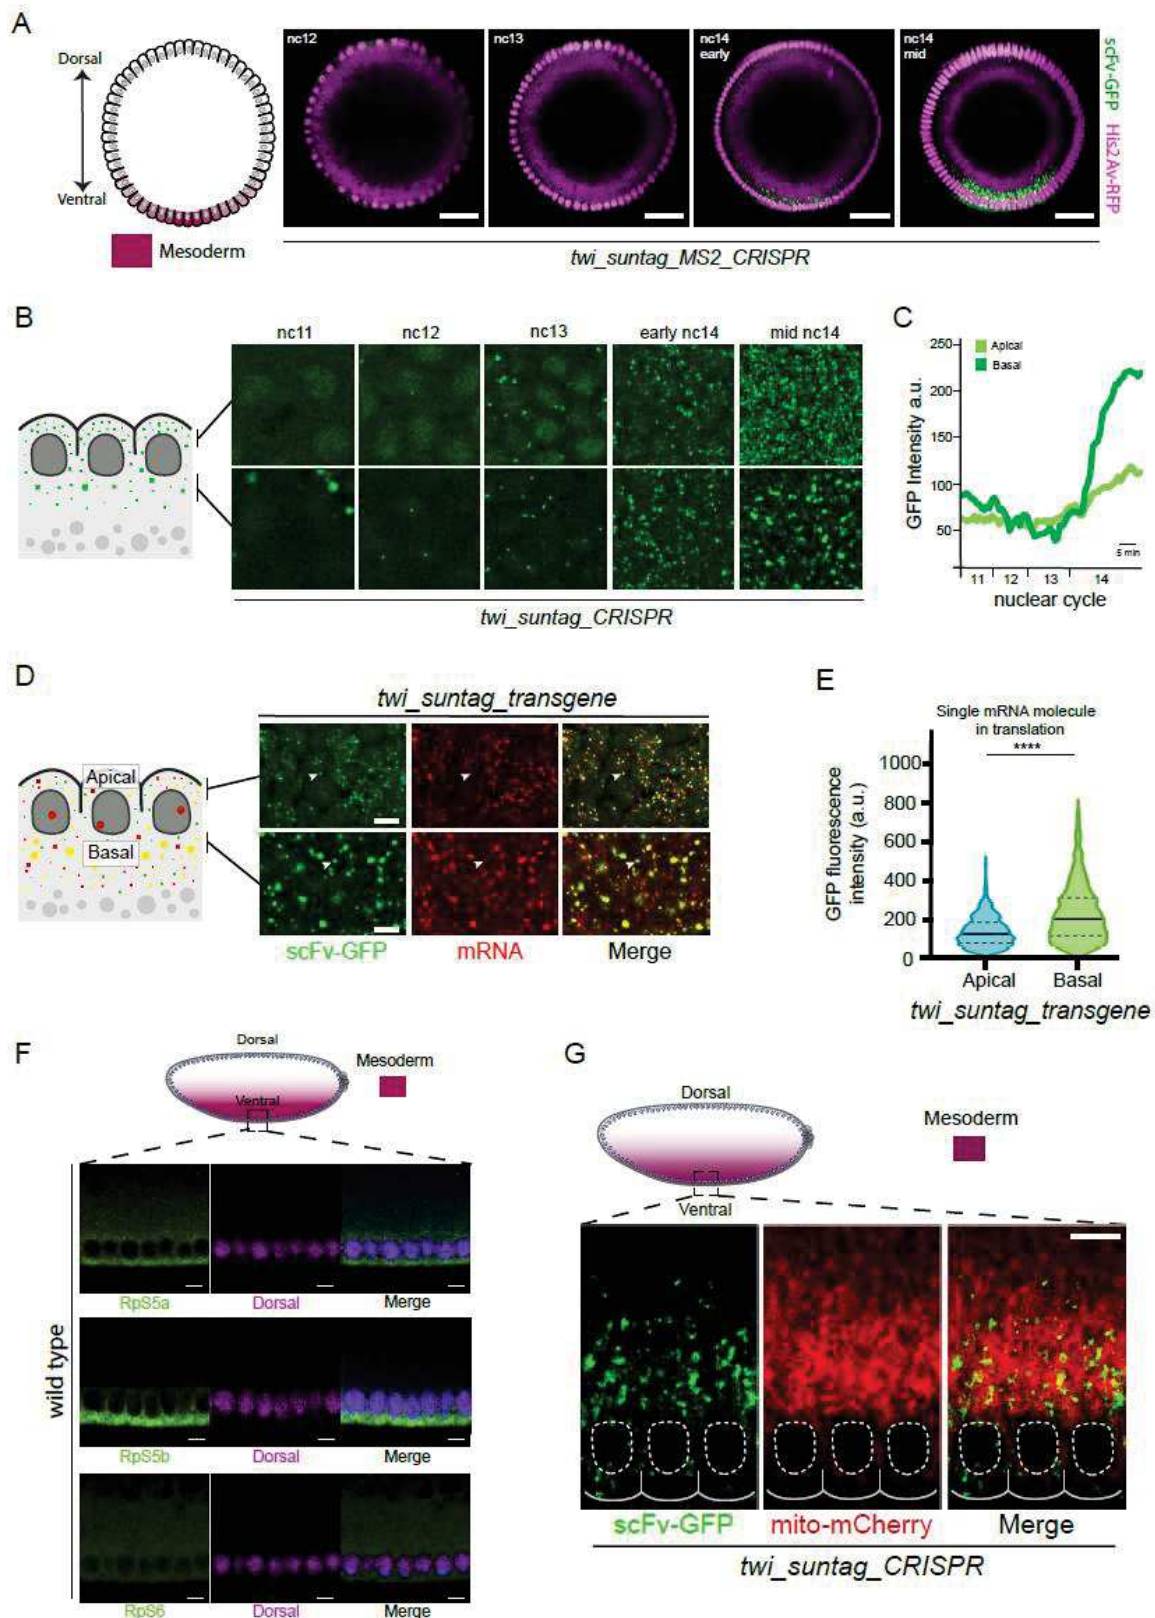 A
Dorsal
Ventral
Mesoderm
nc12
nc13
nc14
early
nc14
mid
scFv-GFP His2Av-RFP
twi_suntag_MS2_CRISPR
B
nc11
nc12
nc13
early nc14
mid nc14
twi_suntag_CRISPR
C
GFP Intensity a.u.
250
200
150
100
50
Apical
Basal
5 min
11
12
13
14
nuclear cycle
D
twi_suntag_transgene
Apical
Basal
scFv-GFP
mRNA
Merge
E
Single mRNA molecule
in translation
****
GFP fluorescence
intensity (a.u.)
1000
800
600
400
200
0
Apical
Basal
twi_suntag_transgene
F
Dorsal
Mesoderm
Ventral
wild type
RpS5a
Dorsal
Merge
RpS5b
Dorsal
Merge
RpS6
Dorsal
Merge
G
Dorsal
Mesoderm
Ventral
scFv-GFP
mito-mCherry
Merge
twi_suntag_CRISPR